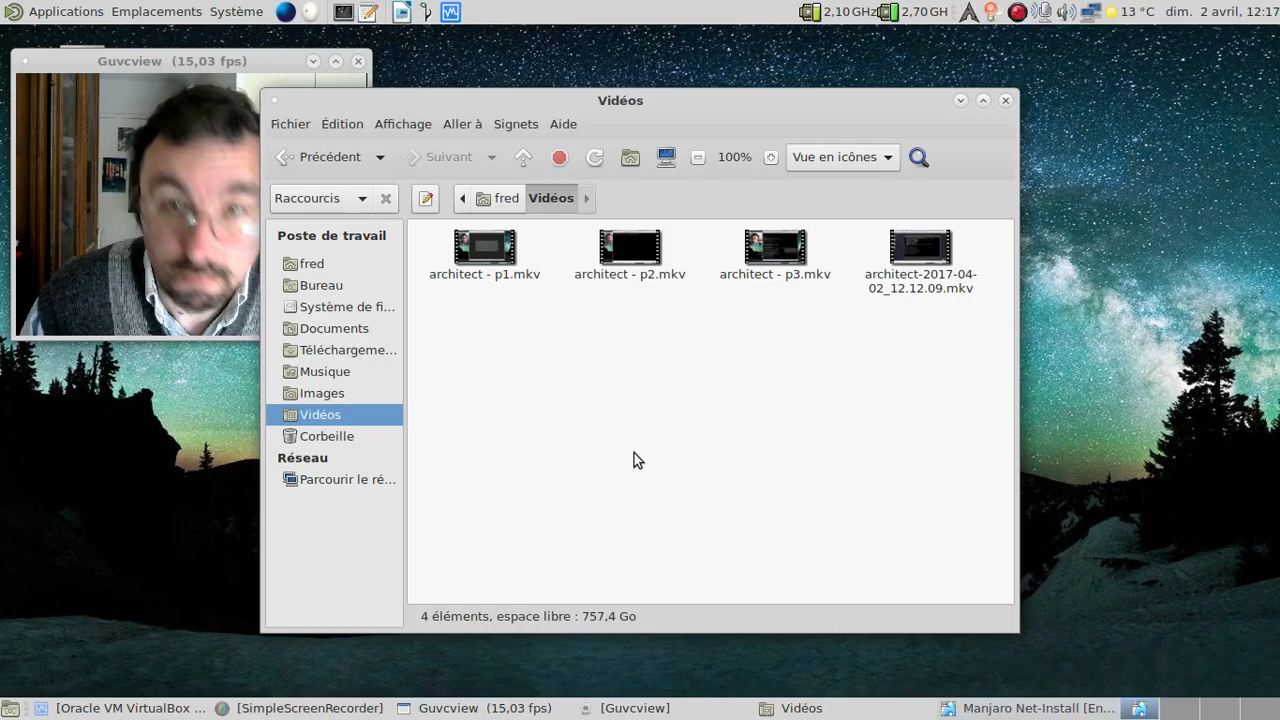 Applications Emplacements Système 2,10 GHz 2,70 GH 13 °C dim. 2 avril, 12:17
Guvcview (15,03 fps)
Vidéos
Fichier Édition Affichage Aller à Signets Aide
Précédent Suivant 100% Vue en icônes
Raccourcis fred Vidéos
Poste de travail
fred
Bureau
Système de fi...
Documents
Téléchargeme...
Musique
Images
Vidéos
Corbeille
Réseau
Parcourir le ré...
architect - p1.mkv architect - p2.mkv architect - p3.mkv architect-2017-04-
02_12.12.09.mkv
4 éléments, espace libre : 757,4 Go
[Oracle VM VirtualBox ... [SimpleScreenRecorder] Guvcview (15,03 fps) [Guvcview] Vidéos Manjaro Net-Install [En...